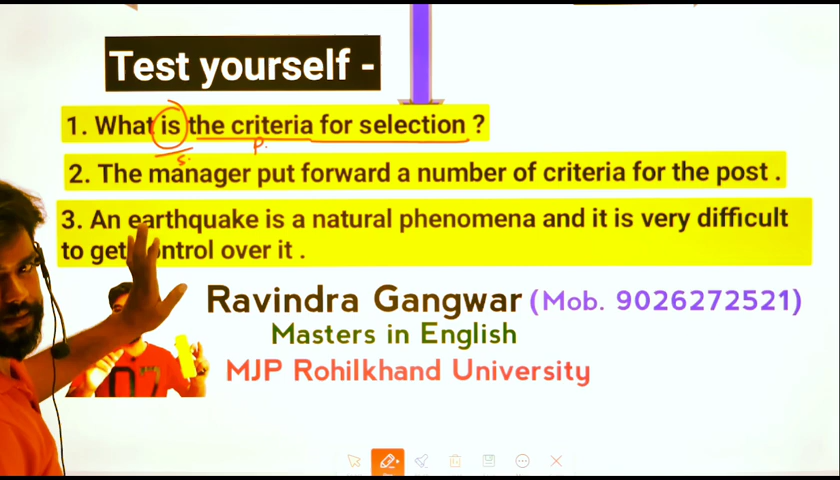 Test yourself -
1. What is the criteria for selection ?
s. p.
2. The manager put forward a number of criteria for the post .
3. An earthquake is a natural phenomena and it is very difficult
to get control over it .
Ravindra Gangwar (Mob. 9026272521)
Masters in English
MJP Rohilkhand University
07